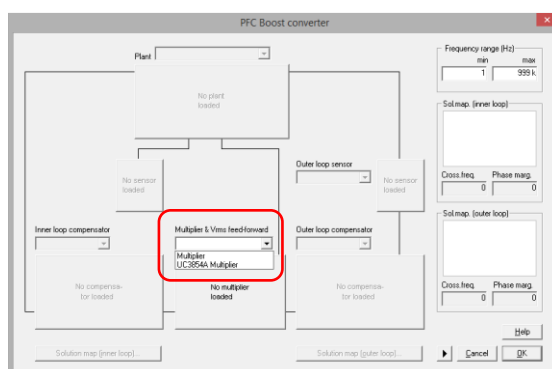 PFC Boost converter
Plant
No plant
loaded
No sensor
loaded
Outer loop sensor
No sensor
loaded
Inner loop compensator
Multiplier & Vrms feed-forward
Multiplier
UC3854A Multiplier
Outer loop compensator
No compensa-
tor loaded
No multiplier
loaded
No compensa-
tor loaded
Solution map (inner loop)...
Solution map (outer loop)...
Frequency range (Hz)
min max
1 999 k
Sol.map. (inner loop)
Cross.freq. Phase marg.
0 0
Sol.map. (outer loop)
Cross.freq. Phase marg.
0 0
Help
Cancel OK